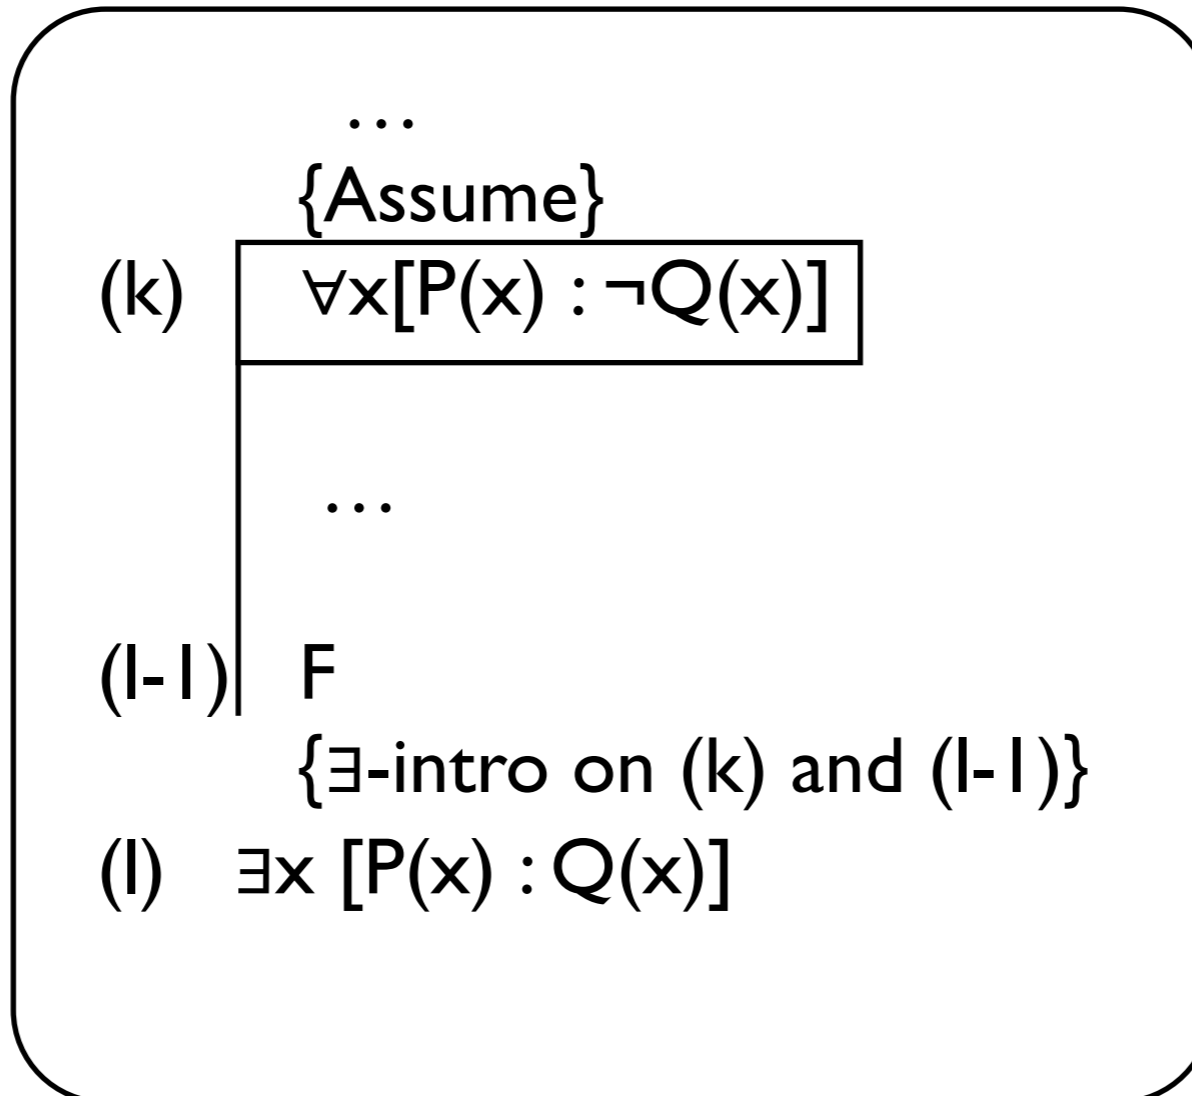 …
{Assume}
(k) ∀x[P(x) : ¬Q(x)]
…
(l-1) F
{∃-intro on (k) and (l-1)}
(l) ∃x [P(x) : Q(x)]